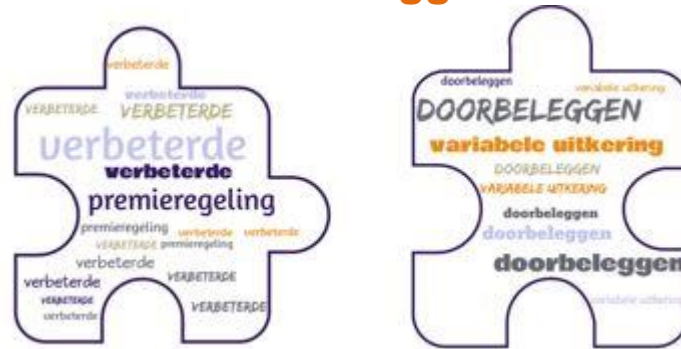 verbeterde
verbeterde
VERBETERDE VERBETERDE
verbeterde
verbeterde
premieregeling
premieregeling verbeterde verbeterde
VERBETERDE premieregeling
verbeterde
verbeterde VERBETERDE
VERBETERDE
verbeterde VERBETERDE
doorbeleggen variabele uitkering
DOORBELEGGEN
variabele uitkering
DOORBELEGGEN
VARIABELE UITKERING
doorbeleggen
doorbeleggen
doorbeleggen
variabele uitkering